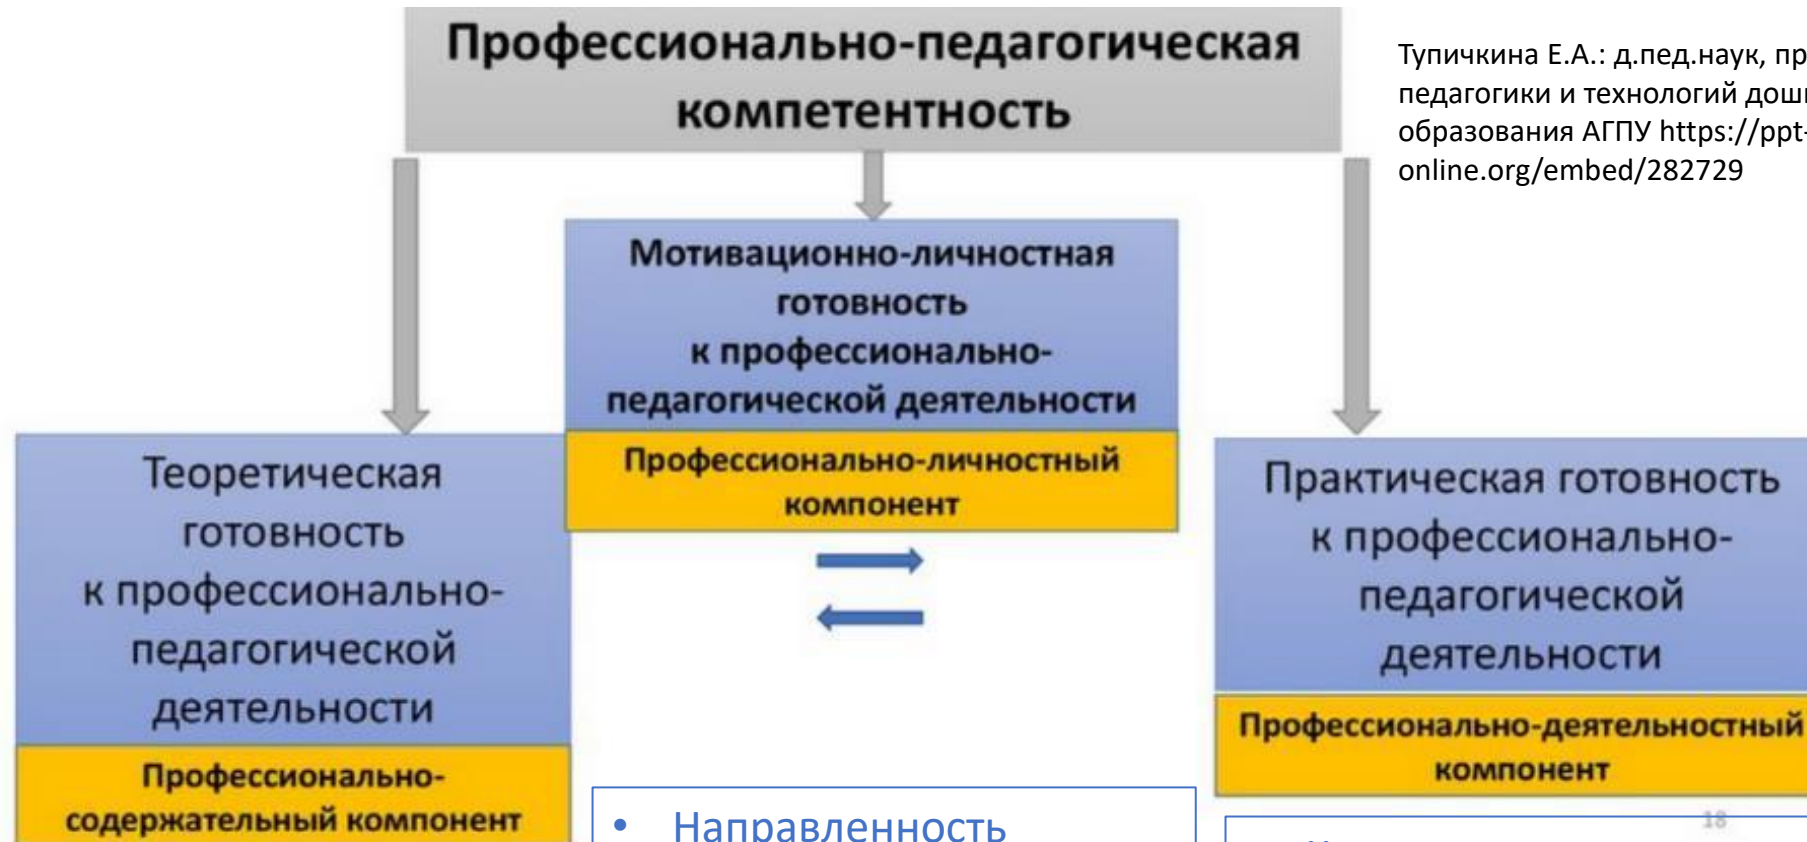 Профессионально-педагогическая
компетентность
Тупичкина Е.А.: д.пед.наук,
педагогики и технологий
образования АГПУ https://ppt-
online.org/embed/282729
Мотивационно-личностная
готовность
к профессионально-
педагогической деятельности
Профессионально-личностный
компонент
Теоретическая
готовность
к профессионально-
педагогической
деятельности
Профессионально-
содержательный компонент
Практическая готовность
к профессионально-
педагогической
деятельности
Профессионально-деятельностный
компонент
• Направленность
18